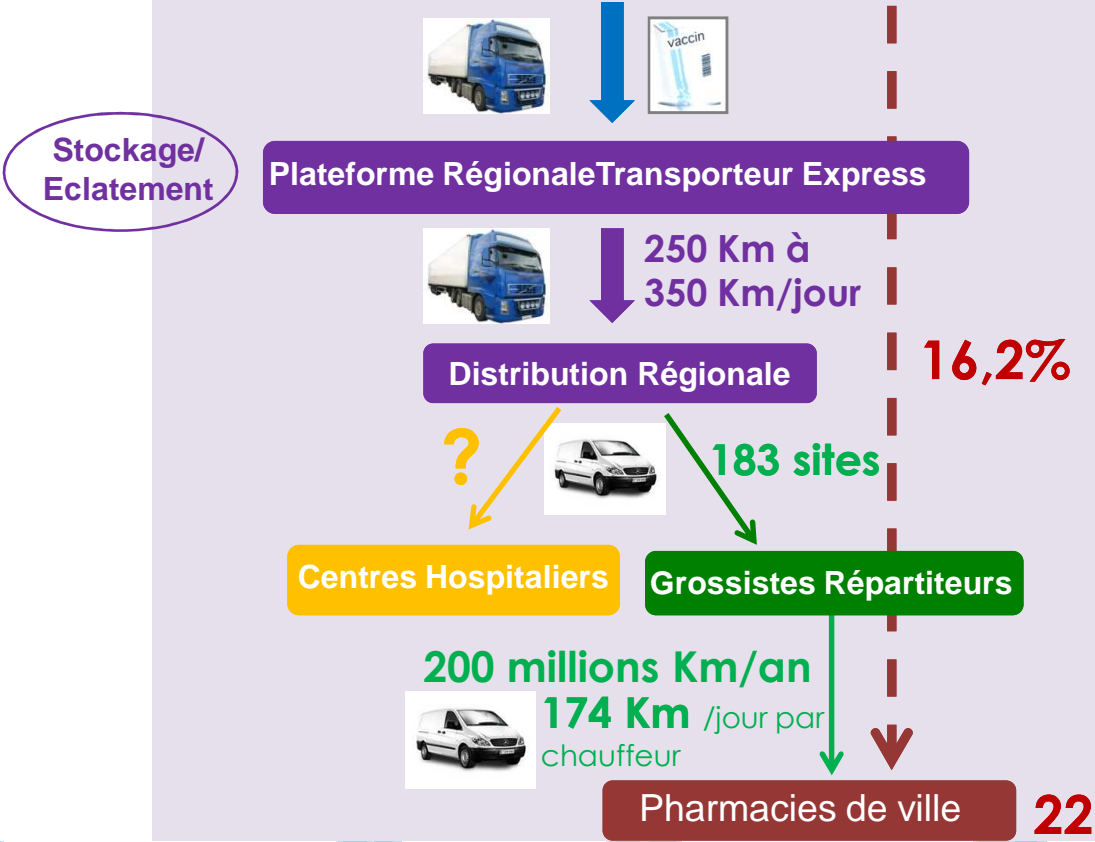 vaccin
Stockage/
Eclatement
Plateforme RégionaleTransporteur Express
250 Km à
350 Km/jour
16,2%
Distribution Régionale
?
183 sites
Centres Hospitaliers
Grossistes Répartiteurs
200 millions Km/an
174 Km /jour par
chauffeur
Pharmacies de ville
22